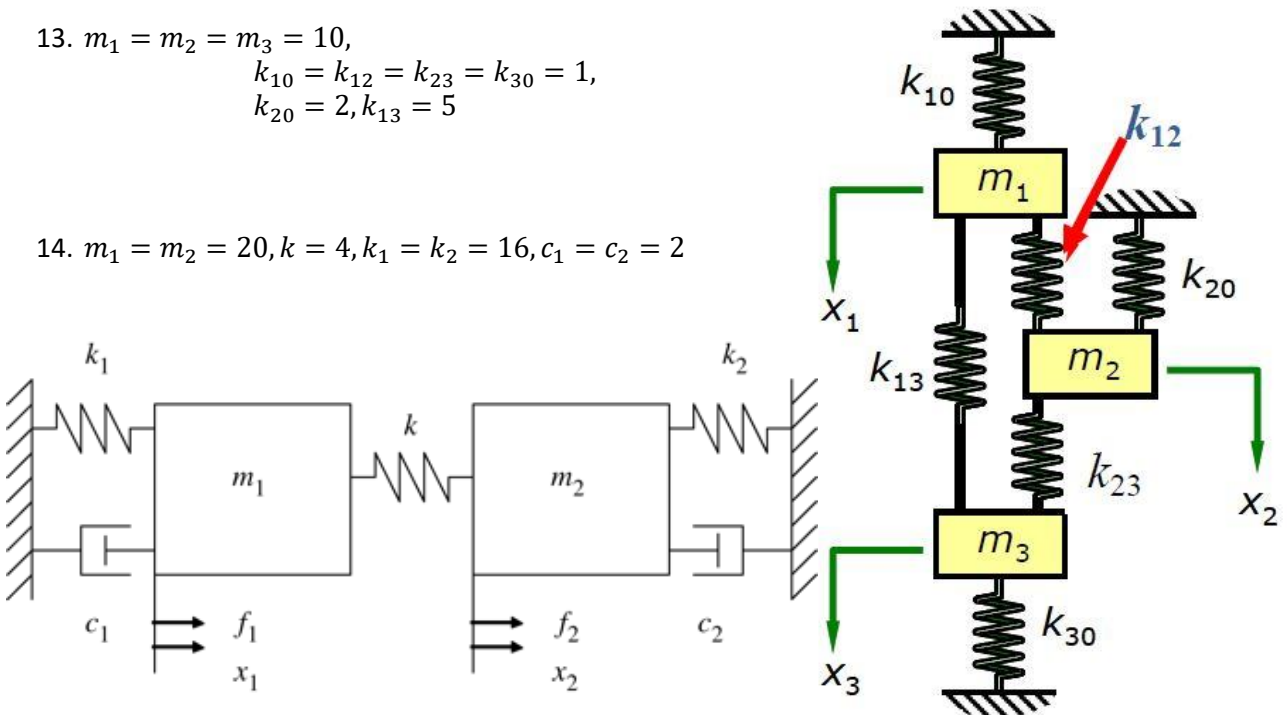 13. m₁ = m₂ = m₃ = 10,
k₁₀ = k₁₂ = k₂₃ = k₃₀ = 1,
k₂₀ = 2, k₁₃ = 5
14. m₁ = m₂ = 20, k = 4, k₁ = k₂ = 16, c₁ = c₂ = 2
k₁
k₂
k
m₁
m₂
c₁
f₁
x₁
f₂
x₂
c₂
k₁₀
k₁₂
m₁
x₁
k₂₀
k₁₃
m₂
k₂₃
x₂
m₃
x₃
k₃₀